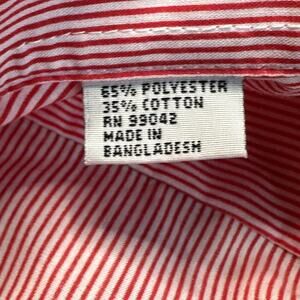 65% POLYESTER
35% COTTON
RN 99042
MADE IN
BANGLADESH